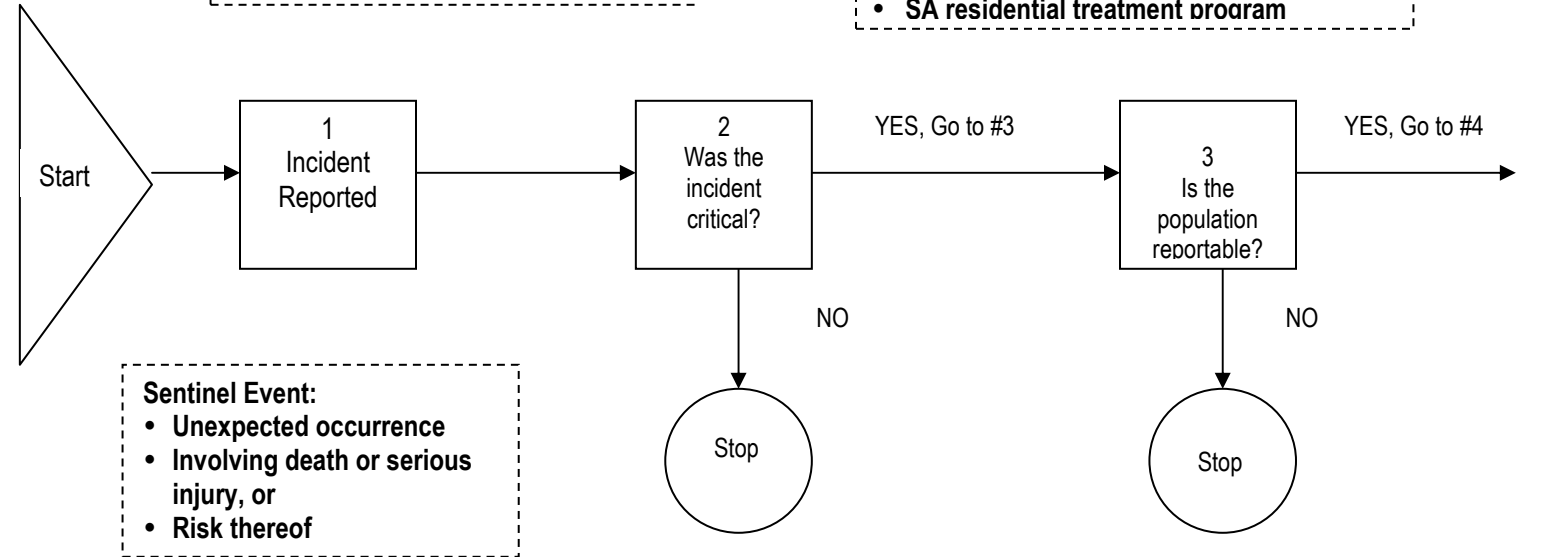 • SA residential treatment program
Start
1
Incident
Reported
2
Was the
incident
critical?
YES, Go to #3
3
Is the
population
reportable?
YES, Go to #4
NO
NO
Sentinel Event:
• Unexpected occurrence
• Involving death or serious
injury, or
• Risk thereof
Stop
Stop